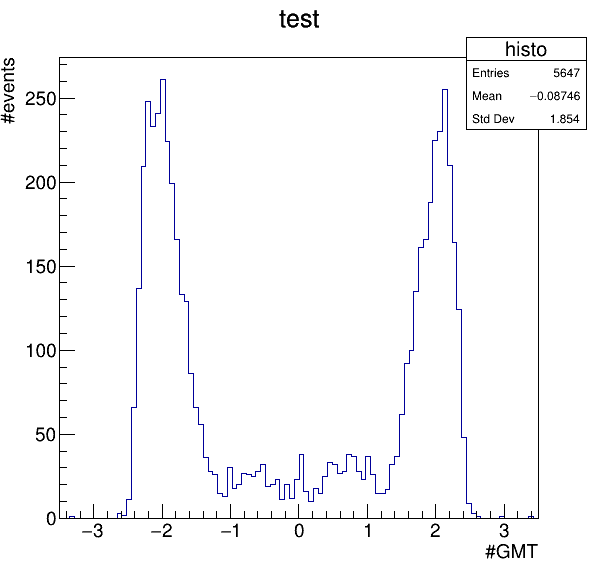 test
histo
Entries 5647
Mean −0.08746
Std Dev 1.854
#events
250
200
150
100
50
0
−3 −2 −1 0 1 2 3
#GMT